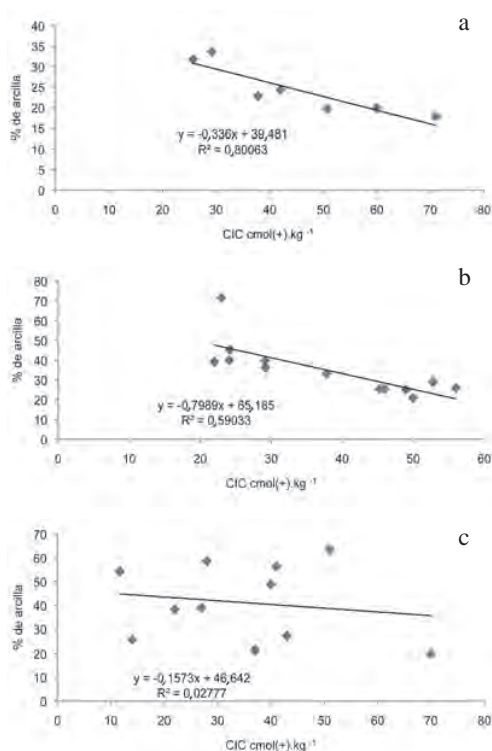 a
40
35
30
25
20
15
10
5
0
% de arcilla
y = -0,336x + 39,481
R² = 0,80063
0 10 20 30 40 50 60 70 80
CIC cmol(+).kg ⁻¹
b
80
70
60
50
40
30
20
10
0
% de arcilla
y = -0,7989x + 65,185
R² = 0,59033
0 10 20 30 40 50 60
CIC cmol(+).kg ⁻¹
c
70
60
50
40
30
20
10
0
% de arcilla
y = -0,1573x + 46,642
R² = 0,02777
0 10 20 30 40 50 60 70 80
CIC cmol(+).kg ⁻¹